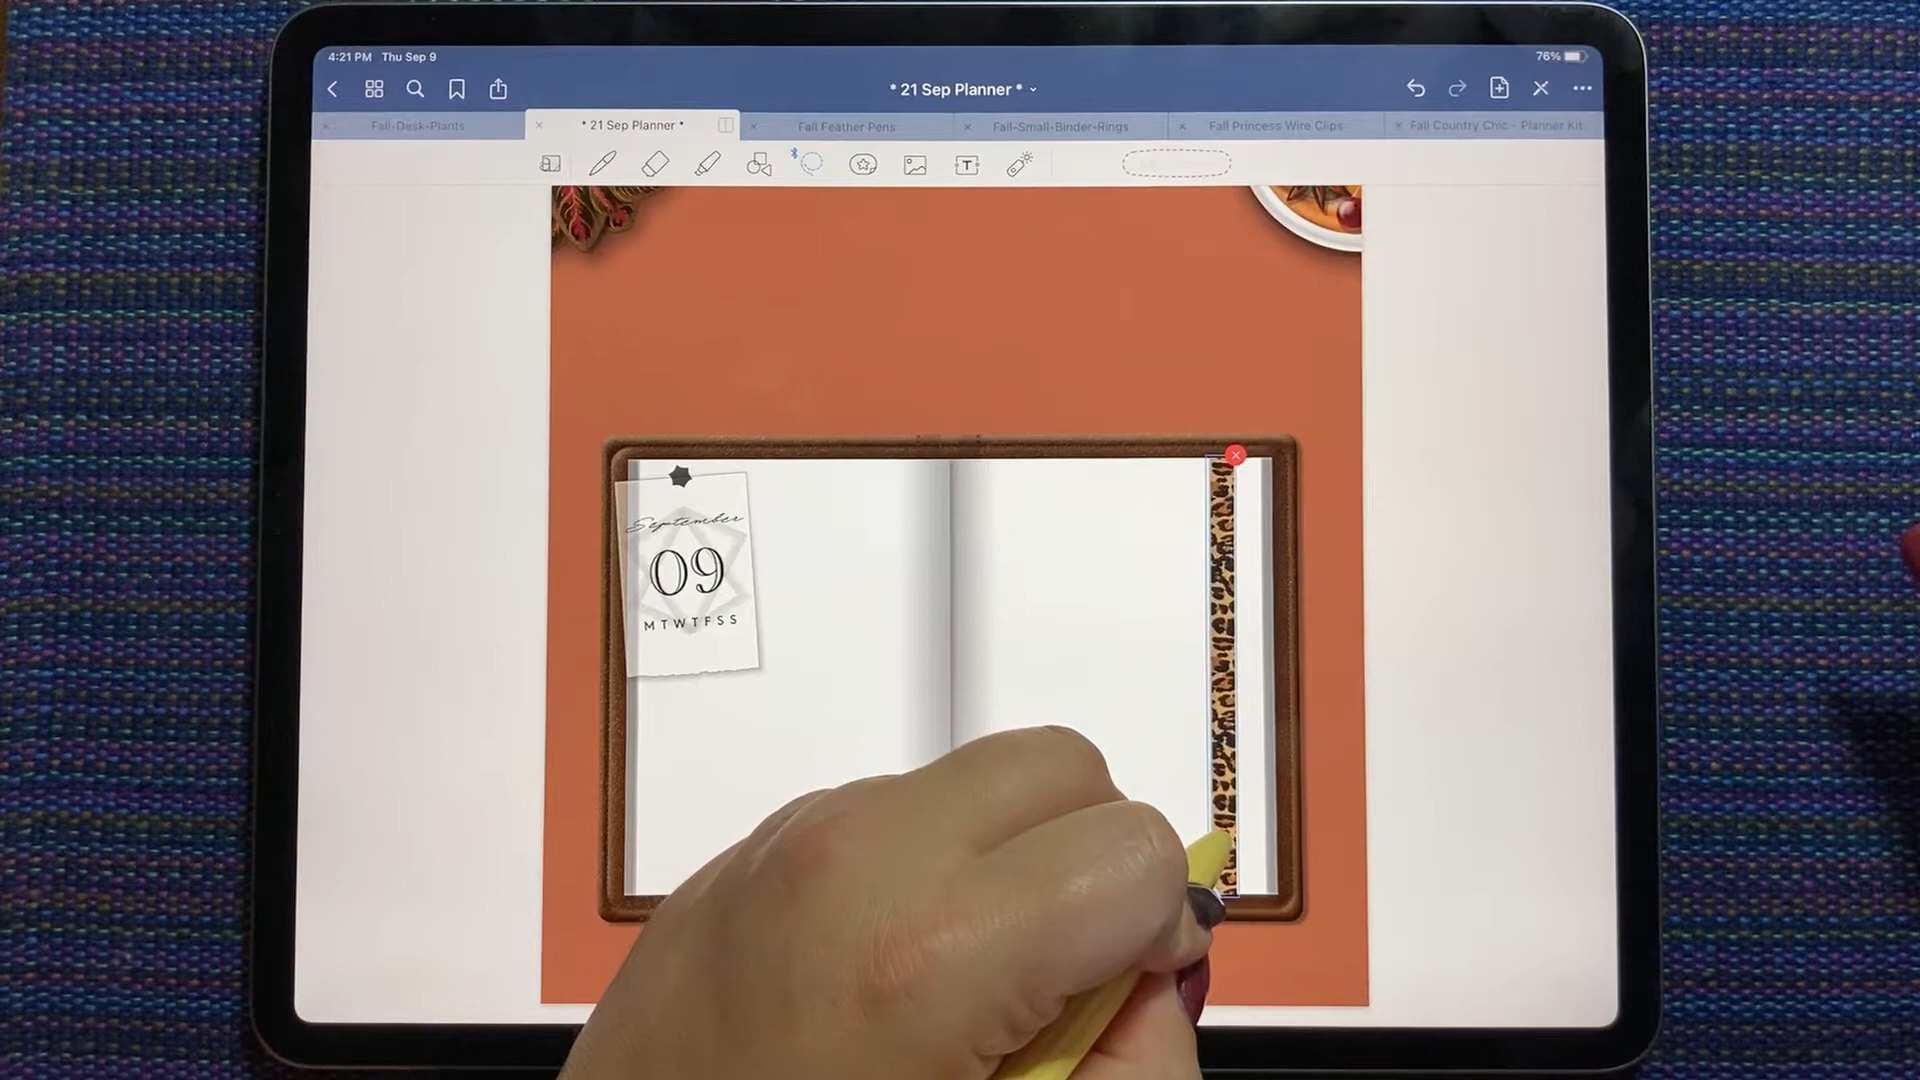 4:21 PM Thu Sep 9
76%
* 21 Sep Planner *
Fall-Desk-Plants
* 21 Sep Planner *
Fall Feather Pens
Fall-Small-Binder-Rings
Fall Princess Wire Clips
Fall Country Chic - Planner Kit
T
September
09
M T W T F S S